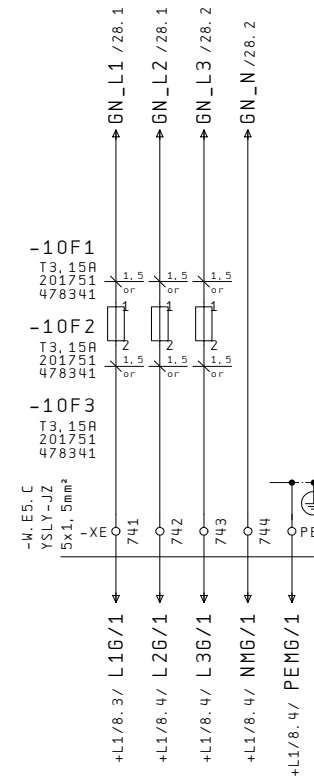 GN_L1 /28.1
GN_L2 /28.1
GN_L3 /28.2
GN_N /28.2
-10F1
T3,15A
201751
478341
-10F2
T3,15A
201751
478341
-10F3
T3,15A
201751
478341
1,5
or
1,5
or
1,5
or
1
1
1
2
2
2
1,5
or
1,5
or
1,5
or
-W.E5.C
YSLY-JZ
5x1,5mm²
-XE
741
742
743
744
PE
+L1/8.3/ L1G/1
+L1/8.4/ L2G/1
+L1/8.4/ L3G/1
+L1/8.4/ NMG/1
+L1/8.4/ PEMG/1